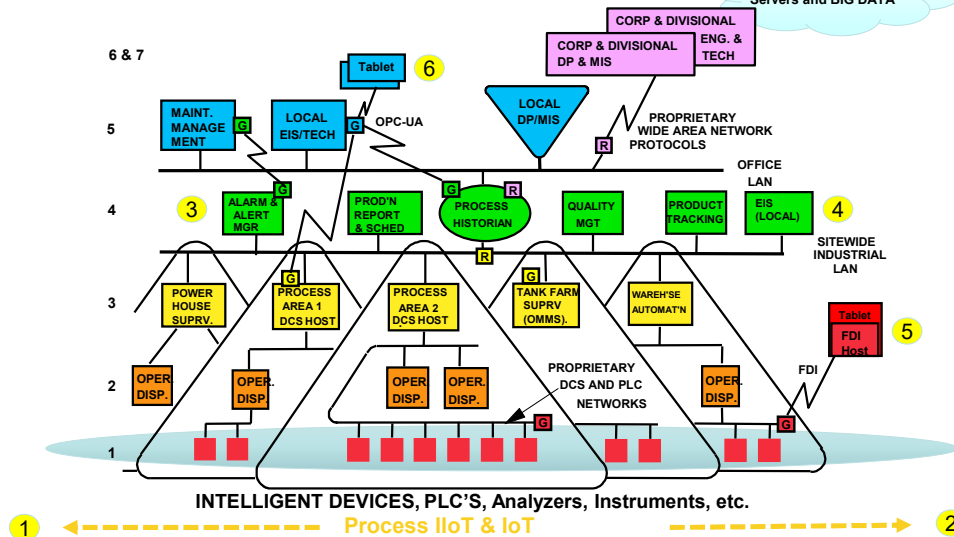 Servers and BIG DATA
CORP & DIVISIONAL
ENG. &
TECH
CORP & DIVISIONAL
DP & MIS
6 & 7
Tablet
6
MAINT.
MANAGE
MENT
G
LOCAL
EIS/TECH
G
OPC-UA
LOCAL
DP/MIS
PROPRIETARY
WIDE AREA NETWORK
PROTOCOLS
R
5
OFFICE
LAN
4
3
G
ALARM &
ALERT
MGR
PROD'N
REPORT
& SCHED
G
R
PROCESS
HISTORIAN
R
QUALITY
MGT
PRODUCT
TRACKING
EIS
(LOCAL)
4
SITEWIDE
INDUSTRIAL
LAN
3
POWER
HOUSE
SUPRV.
G
PROCESS
AREA 1
DCS HOST
PROCESS
AREA 2
DCS HOST
G
TANK FARM
SUPRV
(OMMS).
WAREH'SE
AUTOMAT'N
Tablet
FDI
Host
5
2
OPER.
DISP.
OPER.
DISP.
OPER.
DISP.
OPER.
DISP.
PROPRIETARY
DCS AND PLC
NETWORKS
OPER.
DISP.
FDI
G
G
1
INTELLIGENT DEVICES, PLC'S, Analyzers, Instruments, etc.
1
Process IIoT & IoT
2